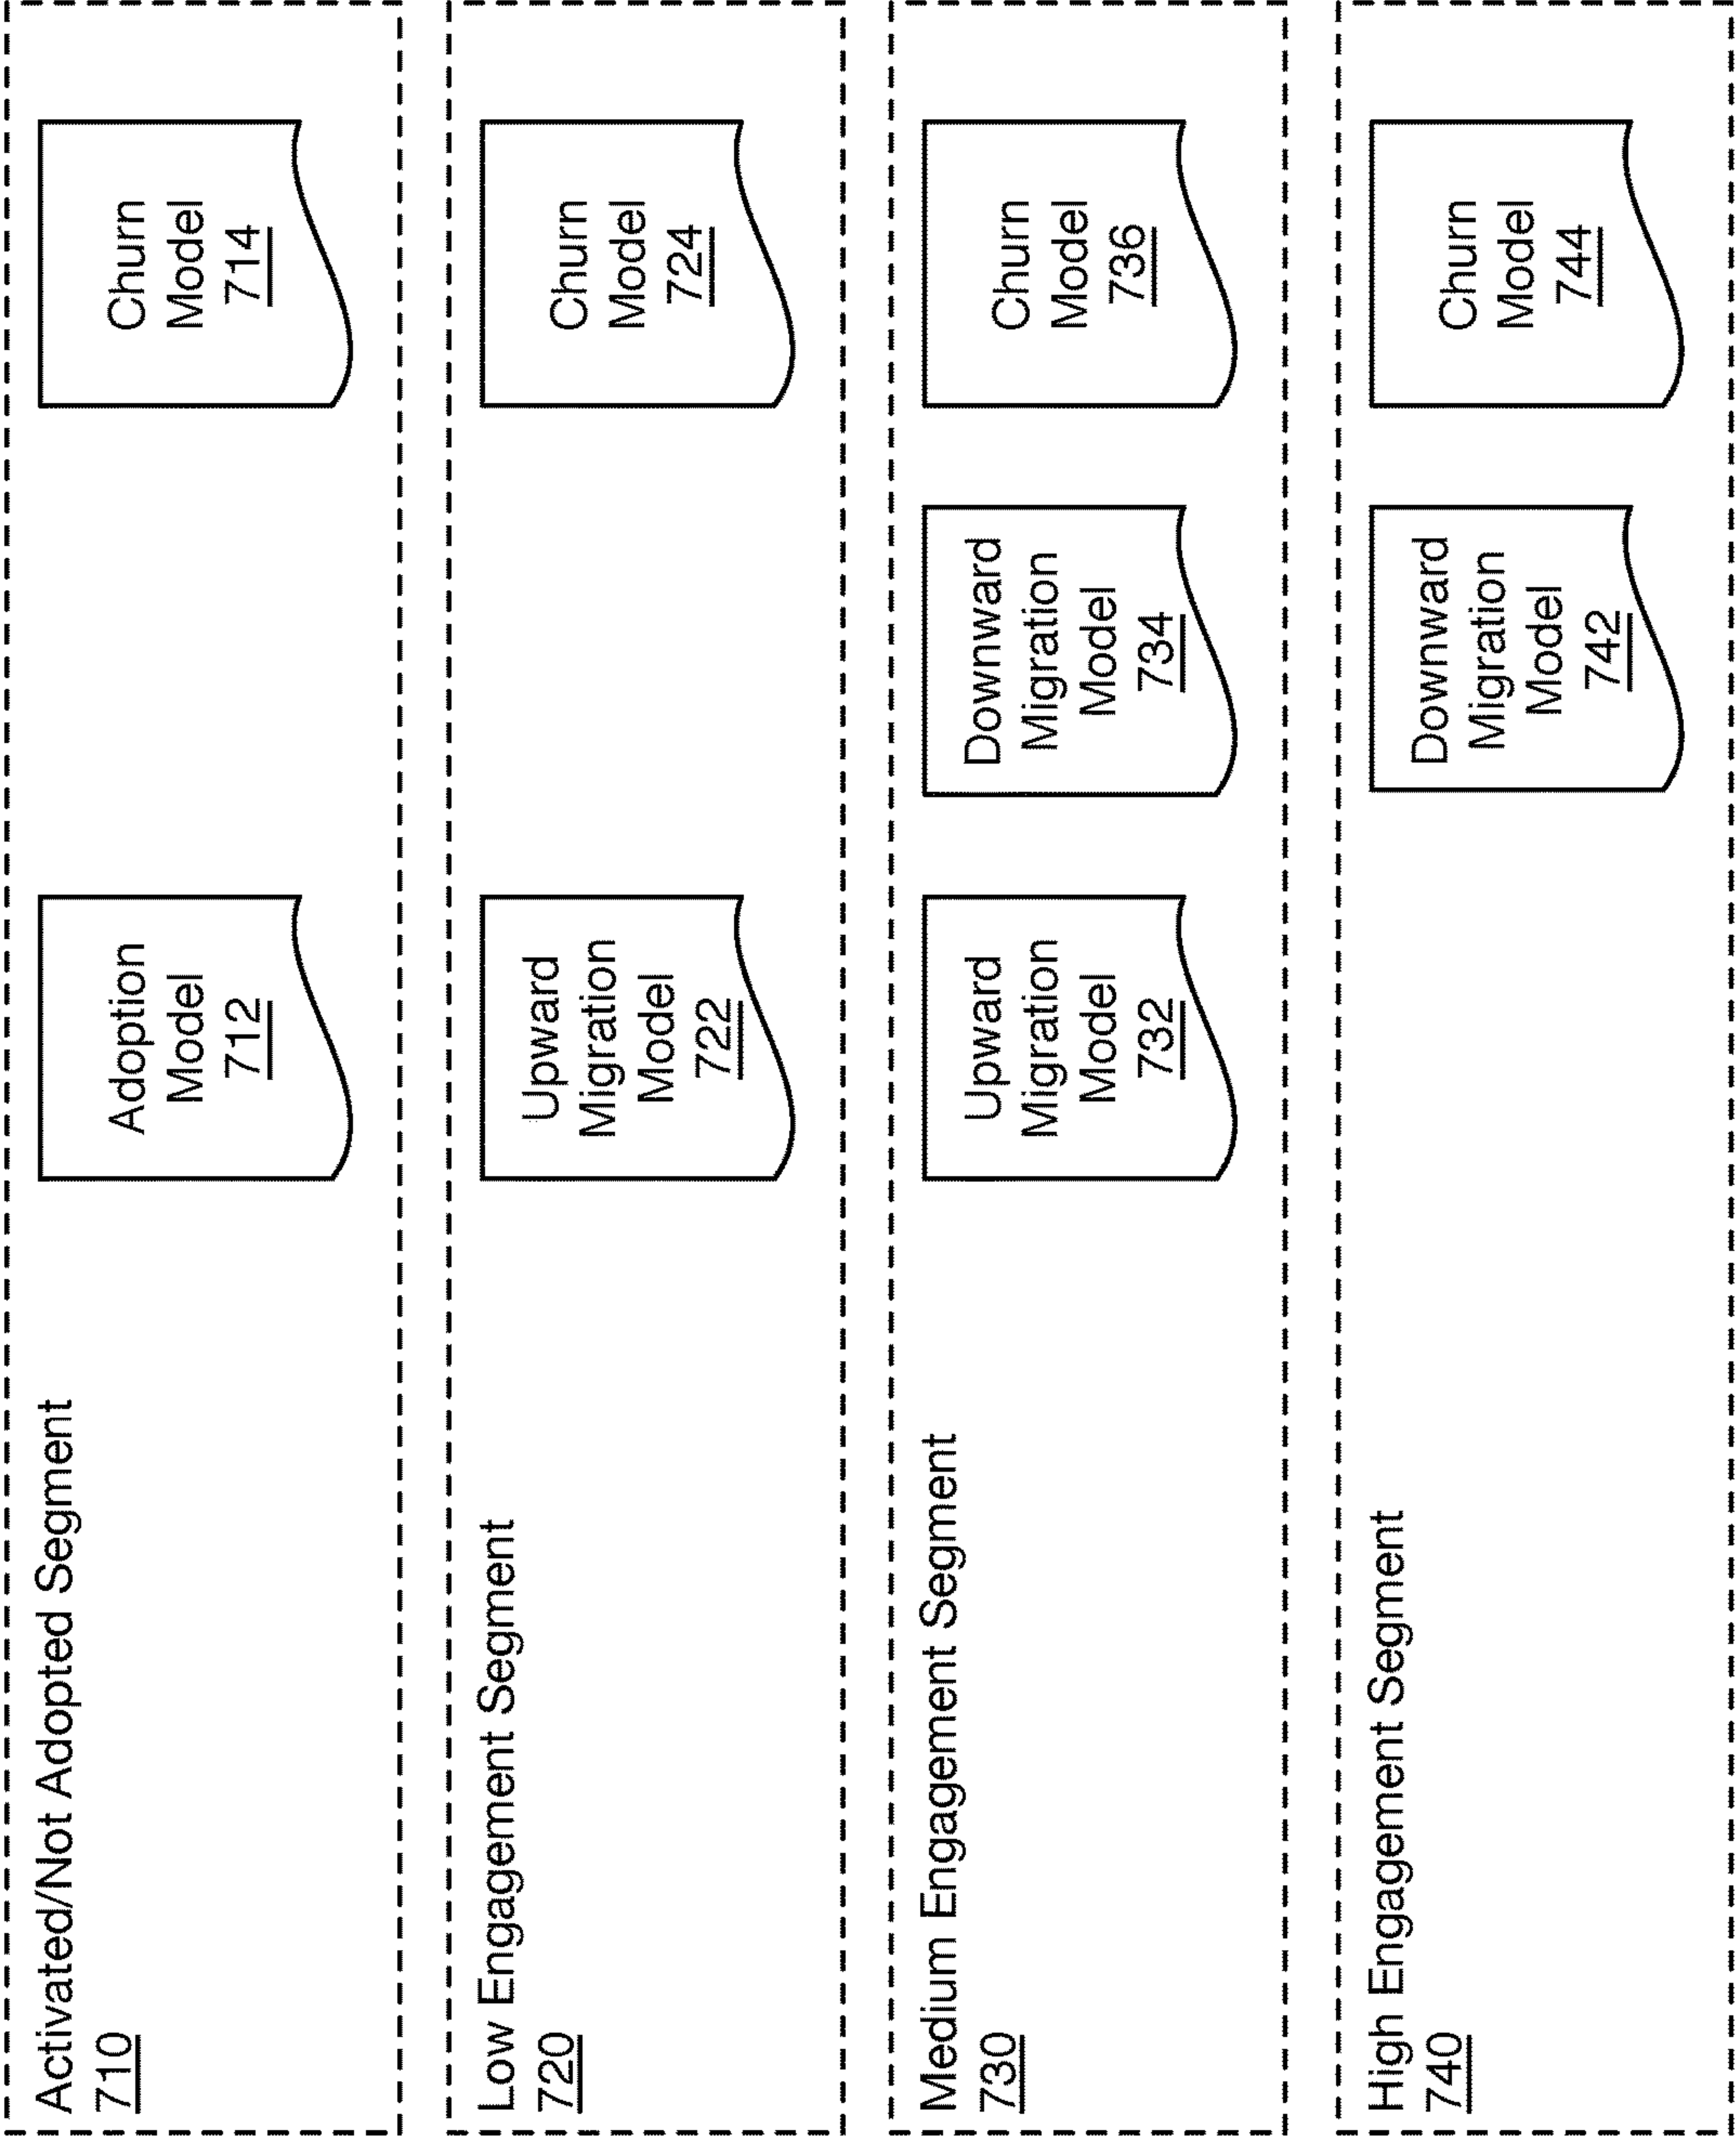 Activated/Not Adopted Segment
710
Adoption
Model
712
Churn
Model
714
Low Engagement Segment
720
Upward
Migration
Model
722
Churn
Model
724
Medium Engagement Segment
730
Upward
Migration
Model
732
Downward
Migration
Model
734
Churn
Model
736
High Engagement Segment
740
Downward
Migration
Model
742
Churn
Model
744